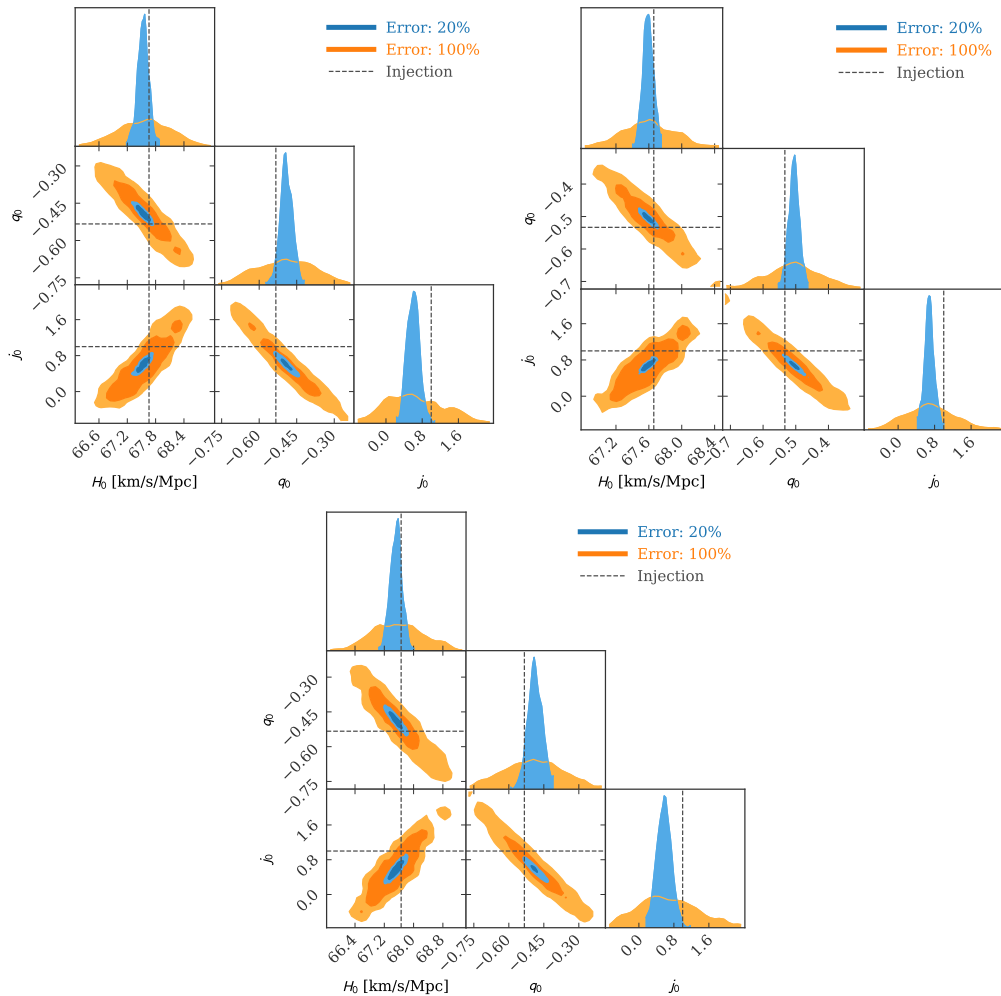 Error: 20%
Error: 100%
Injection
−0.30
−0.45
−0.60
−0.75
q₀
1.6
0.8
0.0
j₀
66.6
67.2
67.8
68.4
−0.75
−0.60
−0.45
−0.30
0.0
0.8
1.6
H₀ [km/s/Mpc]
q₀
j₀
Error: 20%
Error: 100%
Injection
−0.4
−0.5
−0.6
−0.7
q₀
1.6
0.8
0.0
j₀
67.2
67.6
68.0
68.4
−0.7
−0.6
−0.5
−0.4
0.0
0.8
1.6
H₀ [km/s/Mpc]
q₀
j₀
Error: 20%
Error: 100%
Injection
−0.30
−0.45
−0.60
−0.75
q₀
1.6
0.8
0.0
j₀
66.4
67.2
68.0
68.8
−0.75
−0.60
−0.45
−0.30
0.0
0.8
1.6
H₀ [km/s/Mpc]
q₀
j₀